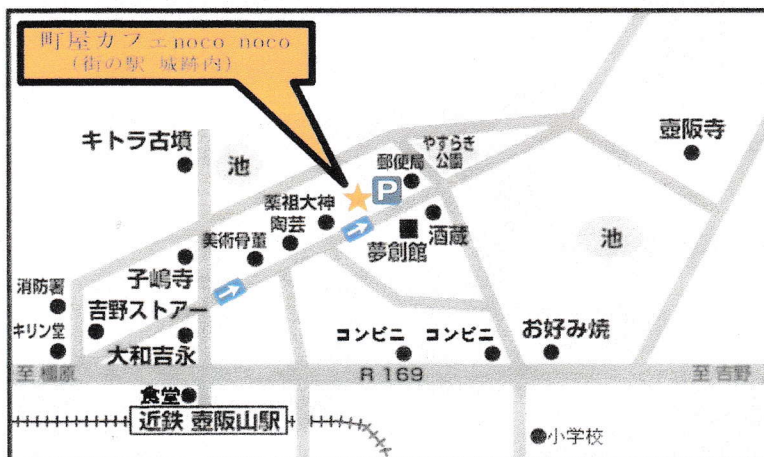 町屋カフェnoco noco
(街の駅 城跡内)
キトラ古墳
池
郵便局
やすらぎ
公園
壺阪寺
薬祖大神
陶芸
P
美術骨董
夢創館
酒蔵
池
子嶋寺
消防署
吉野ストアー
キリン堂
大和吉永
コンビニ
コンビニ
お好み焼
至 橿原
R 169
至 吉野
食堂
近鉄 壺阪山駅
小学校